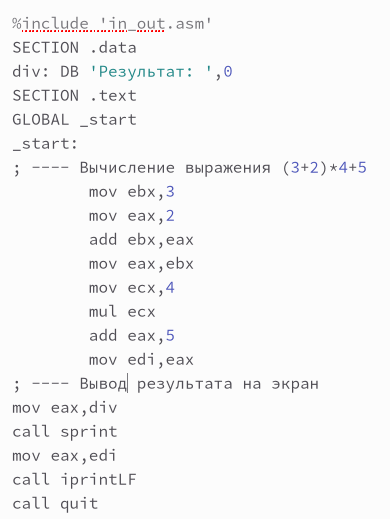 %include 'in_out.asm'
SECTION .data
div: DB 'Результат: ',0
SECTION .text
GLOBAL _start
_start:
; ---- Вычисление выражения (3+2)*4+5
mov ebx,3
mov eax,2
add ebx,eax
mov eax,ebx
mov ecx,4
mul ecx
add eax,5
mov edi,eax
; ---- Вывод результата на экран
mov eax,div
call sprint
mov eax,edi
call iprintLF
call quit